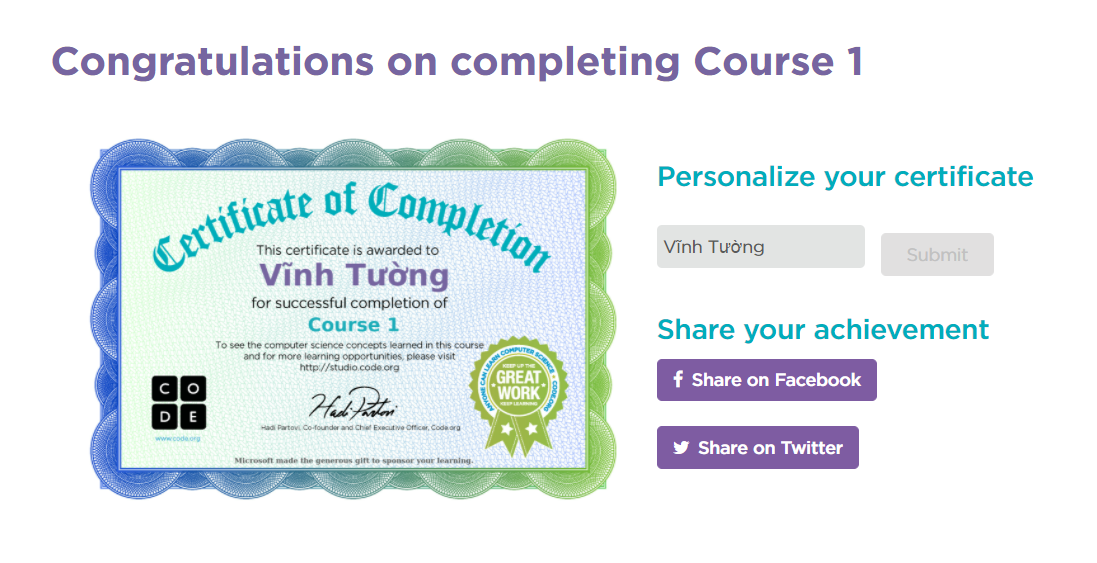 Congratulations on completing Course 1
Certificate of Completion
This certificate is awarded to
Vĩnh Tường
for successful completion of
Course 1
To see the computer science concepts learned in this course
and for more learning opportunities, please visit
http://studio.code.org
C O
D E
www.code.org
Hadi Partovi
Hadi Partovi, Co-founder and Chief Executive Officer, Code.org
ANYONE CAN LEARN COMPUTER SCIENCE • CODE.ORG •
KEEP UP THE
GREAT
WORK
KEEP LEARNING
Microsoft made the generous gift to sponsor your learning.
Personalize your certificate
Vĩnh Tường
Submit
Share your achievement
f Share on Facebook
Share on Twitter